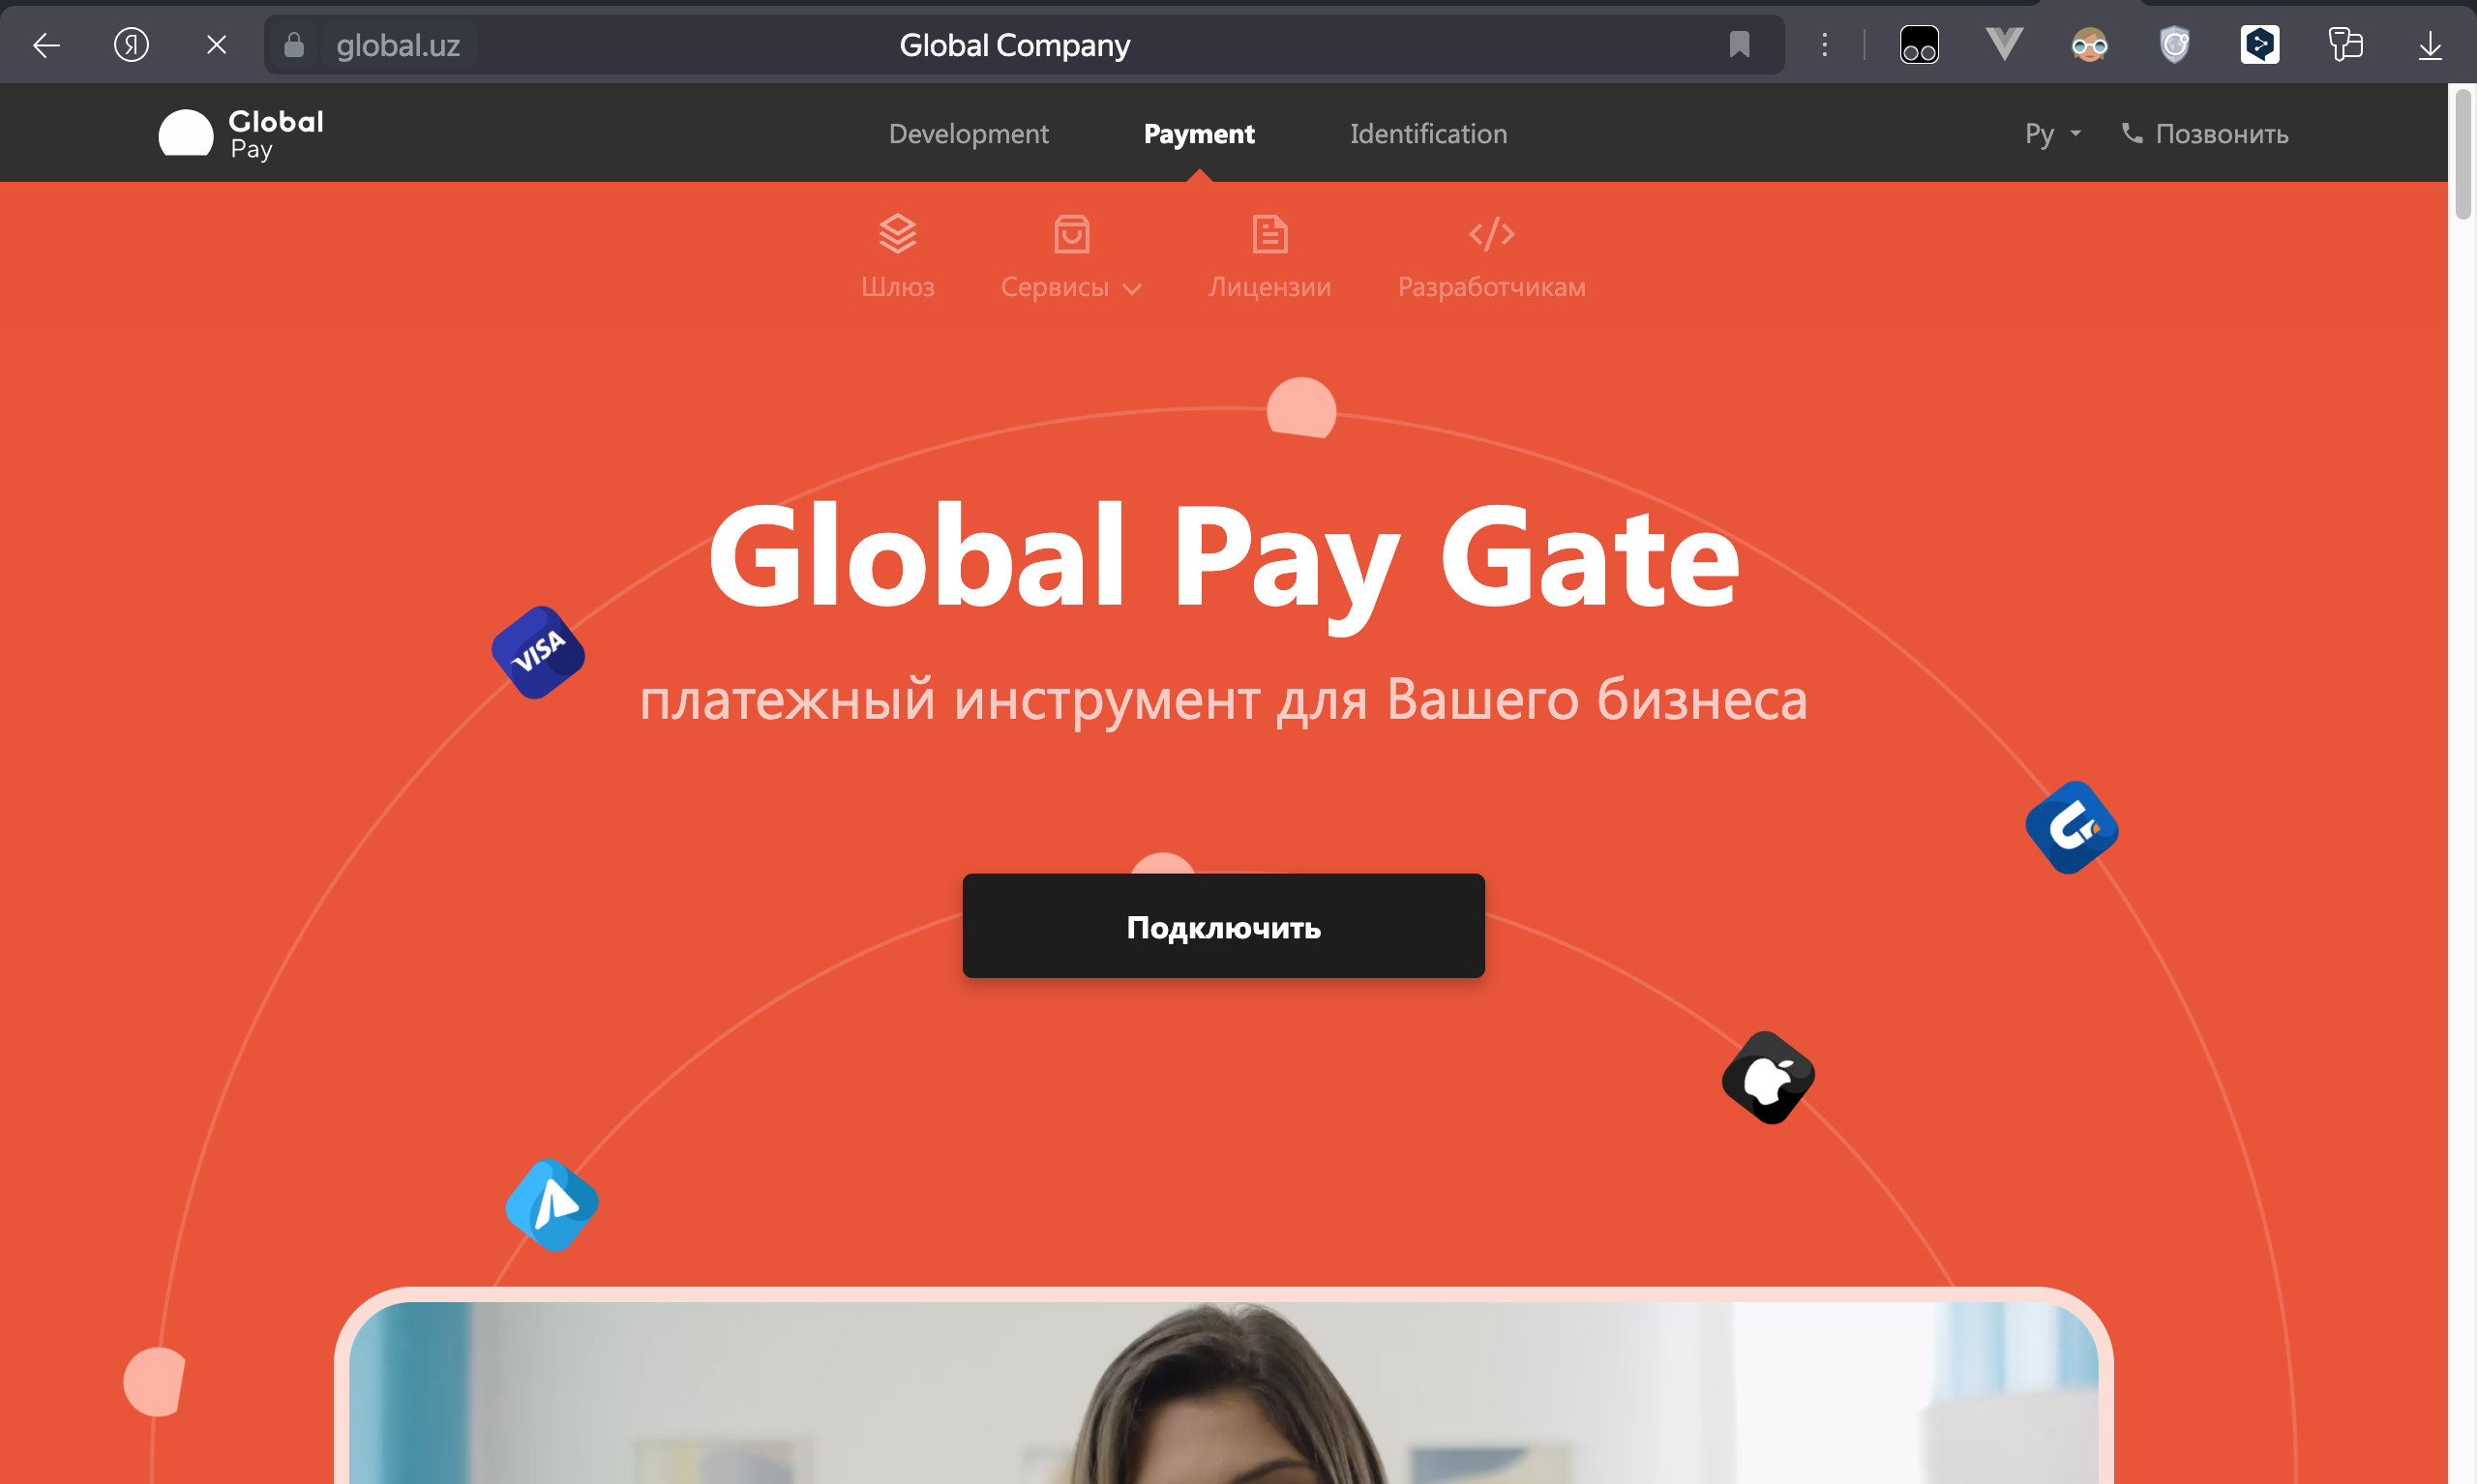 global.uz
Global Company
Global
Pay
Development
Payment
Identification
Ру
Позвонить
Шлюз
Сервисы
Лицензии
Разработчикам
Global Pay Gate
VISA
платежный инструмент для Вашего бизнеса
Подключить